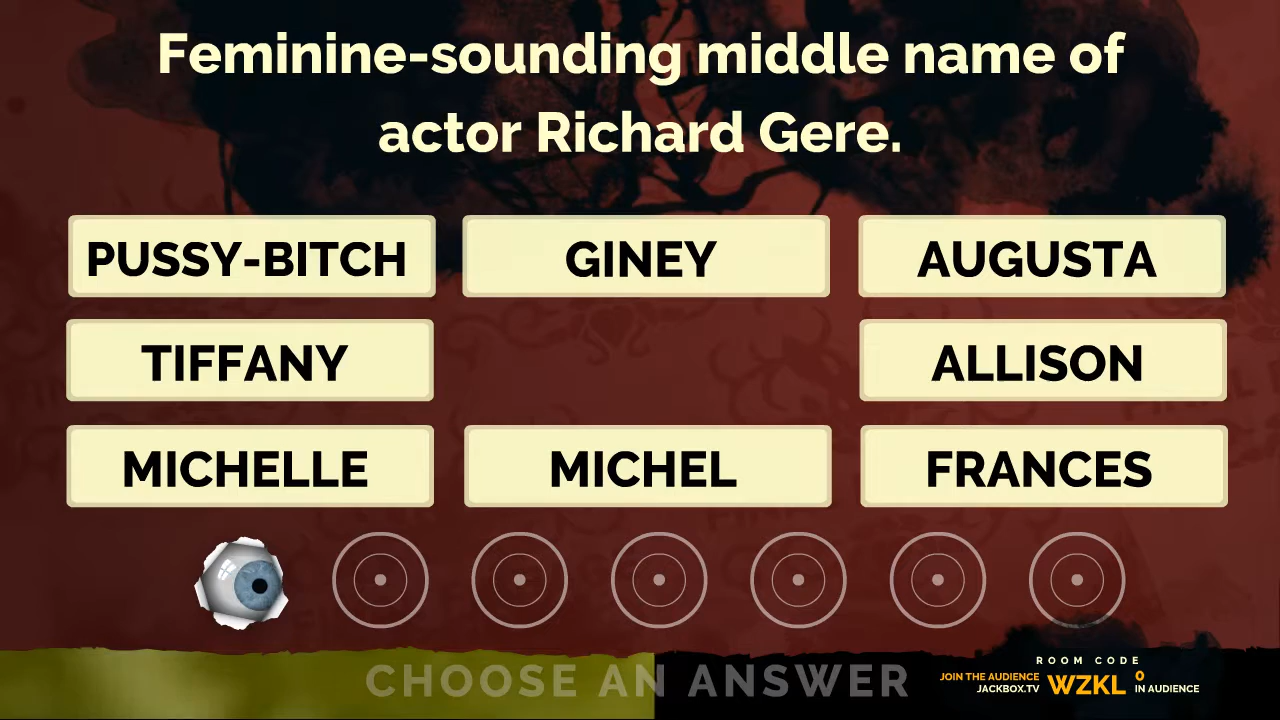 Feminine-sounding middle name of
actor Richard Gere.
PUSSY-BITCH
GINEY
AUGUSTA
TIFFANY
ALLISON
MICHELLE
MICHEL
FRANCES
CHOOSE AN ANSWER
ROOM CODE
JOIN THE AUDIENCE
JACKBOX.TV
WZKL
0
IN AUDIENCE